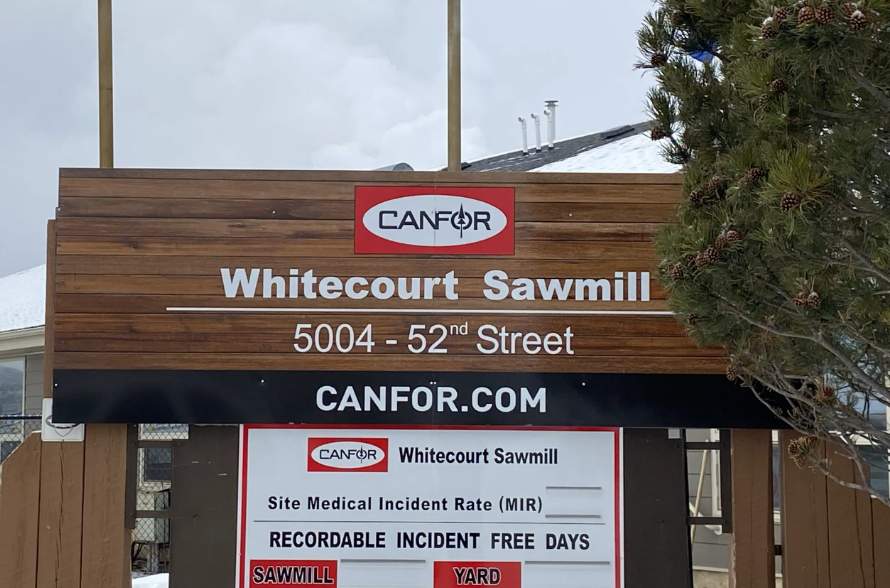 CANFOR
Whitecourt Sawmill
5004 - 52nd Street
CANFOR.COM
CANFOR Whitecourt Sawmill
Site Medical Incident Rate (MIR)
RECORDABLE INCIDENT FREE DAYS
SAWMILL YARD